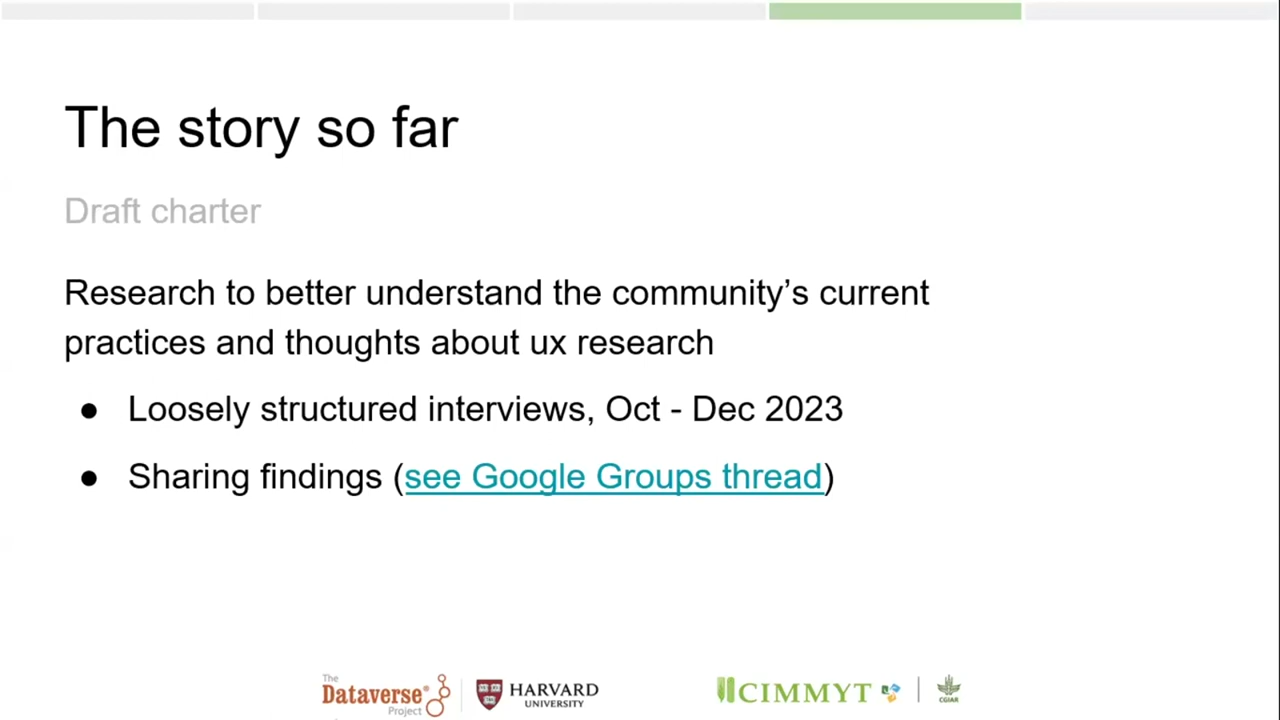 The story so far
Draft charter
Research to better understand the community’s current
practices and thoughts about ux research
● Loosely structured interviews, Oct - Dec 2023
● Sharing findings (see Google Groups thread)
The
Dataverse®
Project
HARVARD
UNIVERSITY
CIMMYT
CGIAR